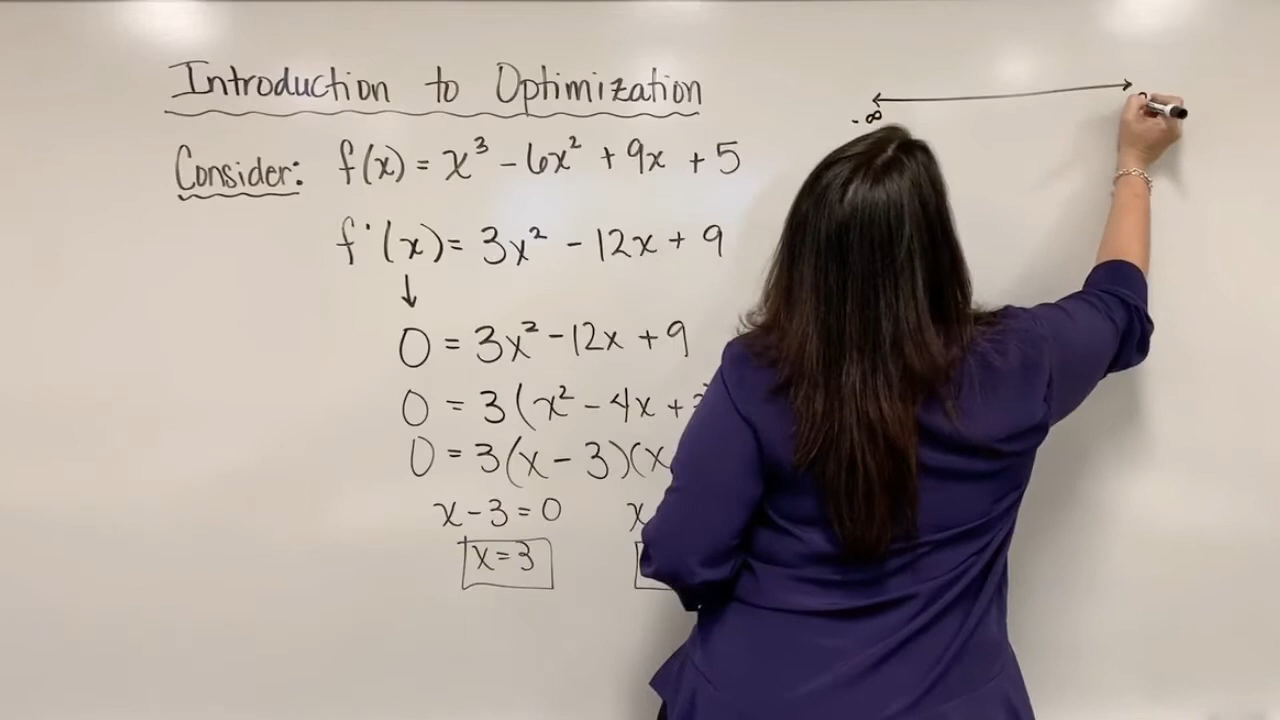 Introduction to Optimization
Consider: f(x) = x³ - 6x² + 9x + 5
f'(x) = 3x² - 12x + 9
↓
0 = 3x² - 12x + 9
0 = 3(x² - 4x +
0 = 3(x - 3)(x
x - 3 = 0 x
x = 3
-∞